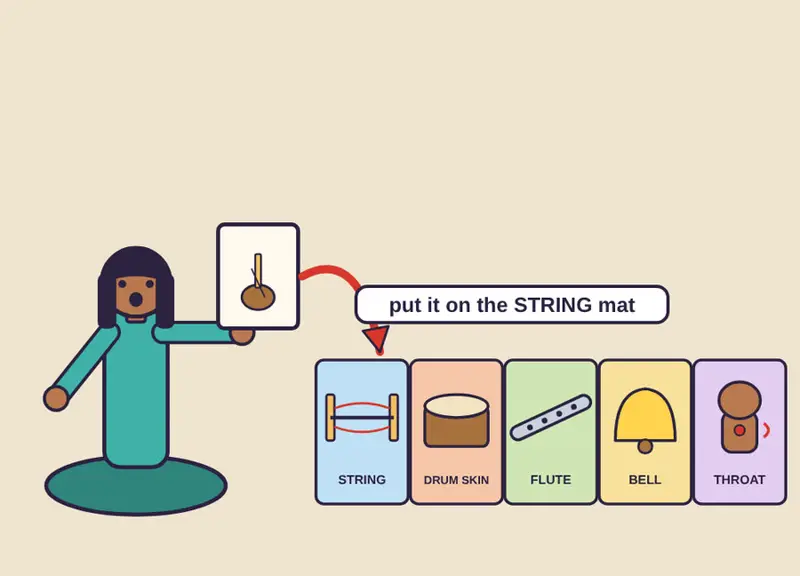 put it on the STRING mat
STRING
DRUM SKIN
FLUTE
BELL
THROAT